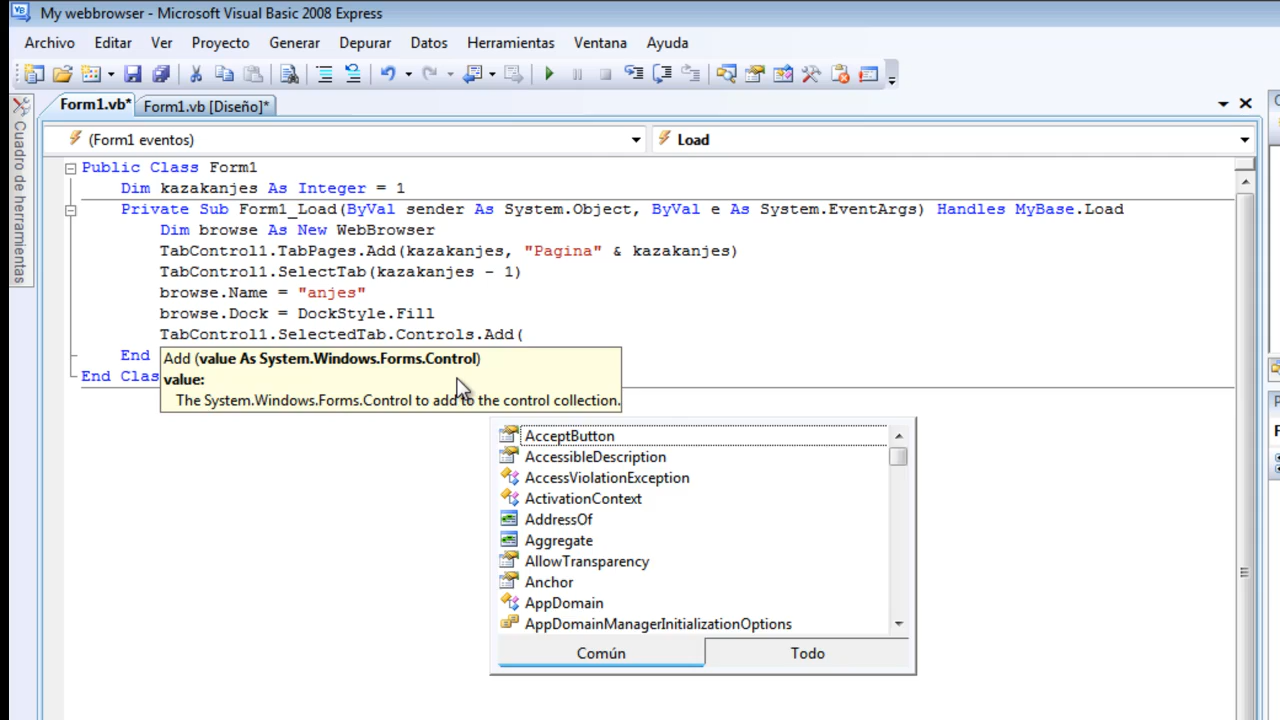 My webbrowser - Microsoft Visual Basic 2008 Express
Archivo Editar Ver Proyecto Generar Depurar Datos Herramientas Ventana Ayuda
Form1.vb* Form1.vb [Diseño]*
Cuadro de herramientas
(Form1 eventos) Load
Public Class Form1
Dim kazakanjes As Integer = 1
Private Sub Form1_Load(ByVal sender As System.Object, ByVal e As System.EventArgs) Handles MyBase.Load
Dim browse As New WebBrowser
TabControl1.TabPages.Add(kazakanjes, "Pagina" & kazakanjes)
TabControl1.SelectTab(kazakanjes - 1)
browse.Name = "anjes"
browse.Dock = DockStyle.Fill
TabControl1.SelectedTab.Controls.Add(
End
End Clas
Add (value As System.Windows.Forms.Control)
value:
The System.Windows.Forms.Control to add to the control collection.
AcceptButton
AccessibleDescription
AccessViolationException
ActivationContext
AddressOf
Aggregate
AllowTransparency
Anchor
AppDomain
AppDomainManagerInitializationOptions
Común Todo